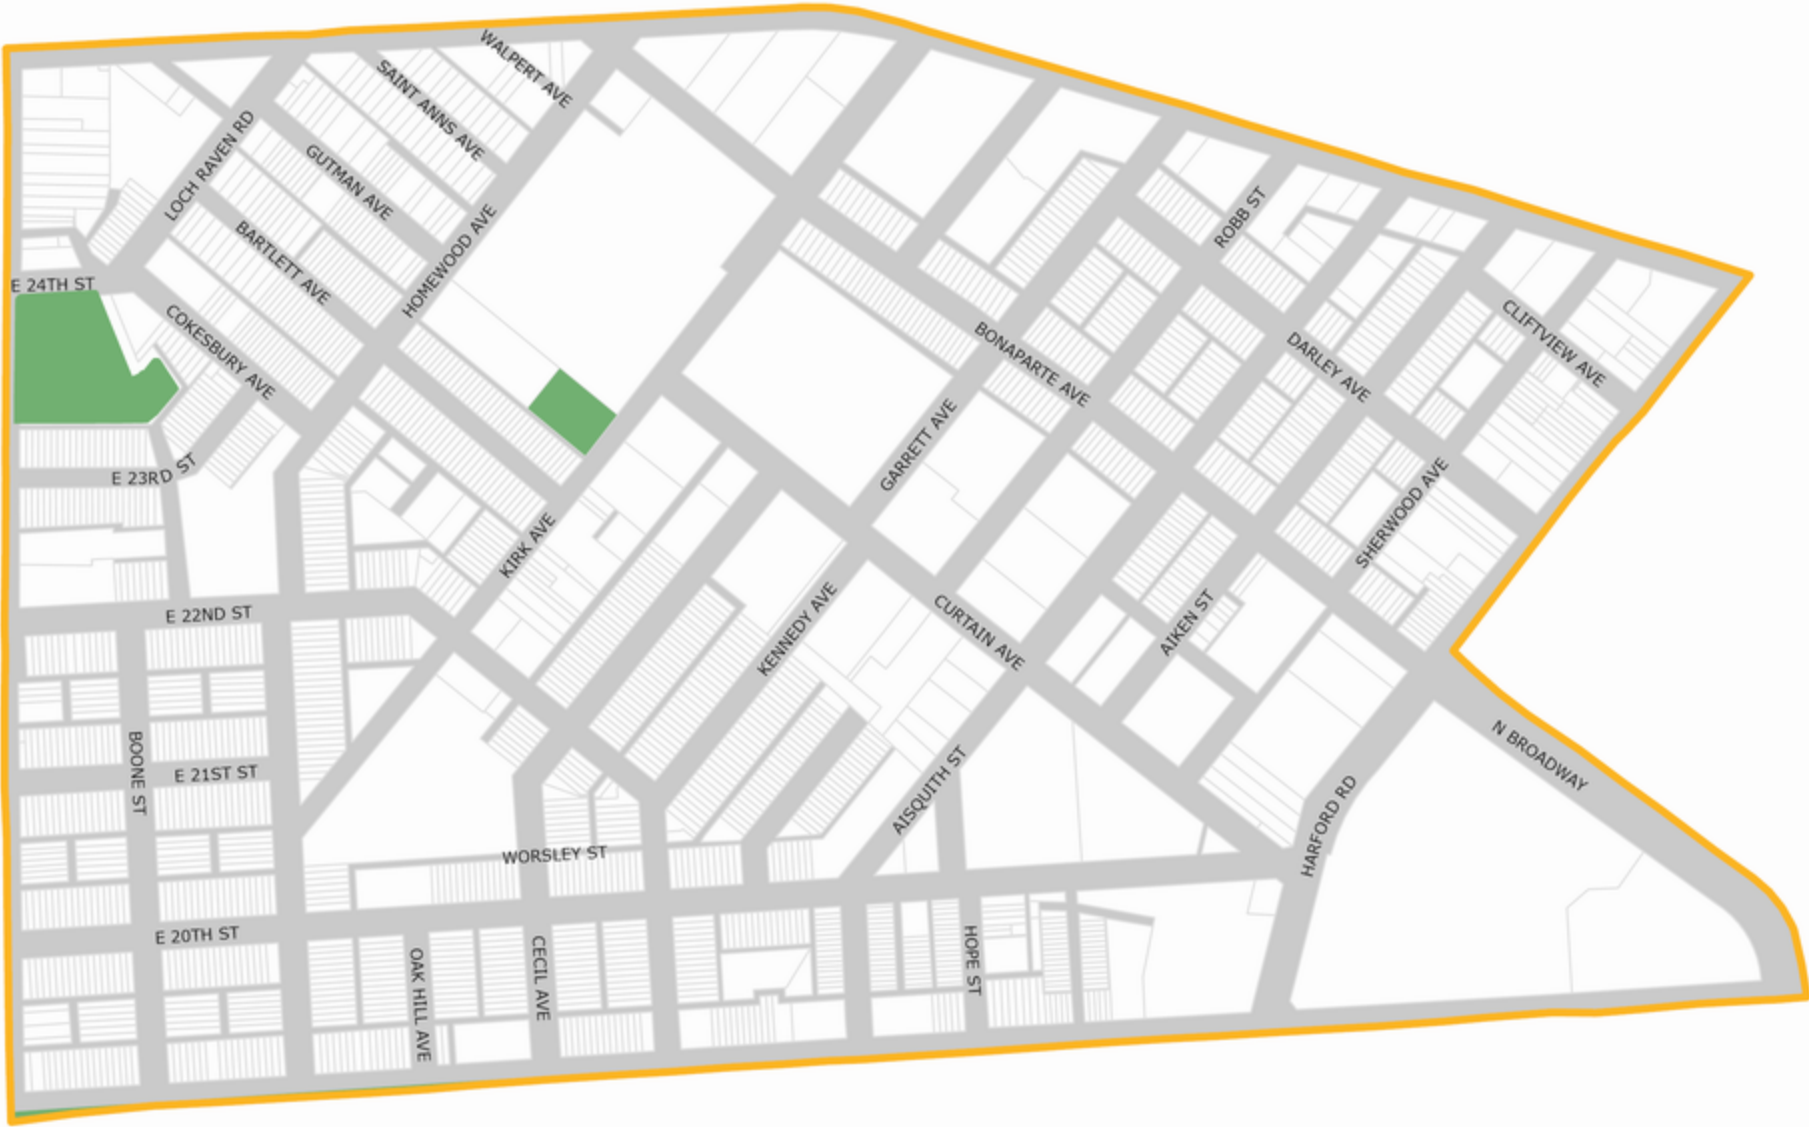 WALPERT AVE
SAINT ANNS AVE
LOCH RAVEN RD
GUTMAN AVE
ROBB ST
HOMEWOOD AVE
BARTLETT AVE
E 24TH ST
COKESBURY AVE
CLIFTVIEW AVE
BONAPARTE AVE
DARLEY AVE
GARRETT AVE
E 23RD ST
SHERWOOD AVE
KIRK AVE
E 22ND ST
KENNEDY AVE
CURTAIN AVE
AIKEN ST
BOONE ST
E 21ST ST
AISQUITH ST
N BROADWAY
HARFORD RD
WORSLEY ST
E 20TH ST
OAK HILL AVE
CECIL AVE
HOPE ST